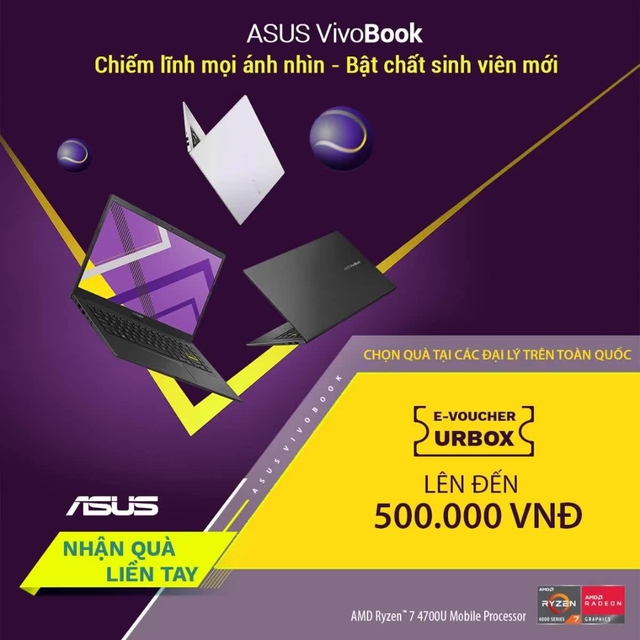 ASUS VivoBook
Chiếm lĩnh mọi ánh nhìn - Bật chất sinh viên mới
CHỌN QUÀ TẠI CÁC ĐẠI LÝ TRÊN TOÀN QUỐC
ASUS VIVOBOOK
E-VOUCHER
URBOX
LÊN ĐẾN
500.000 VNĐ
ASUS
NHẬN QUÀ
LIỀN TAY
AMD Ryzen™ 7 4700U Mobile Processor
AMD
RYZEN
4000 SERIES 7
AMD
RADEON
GRAPHICS